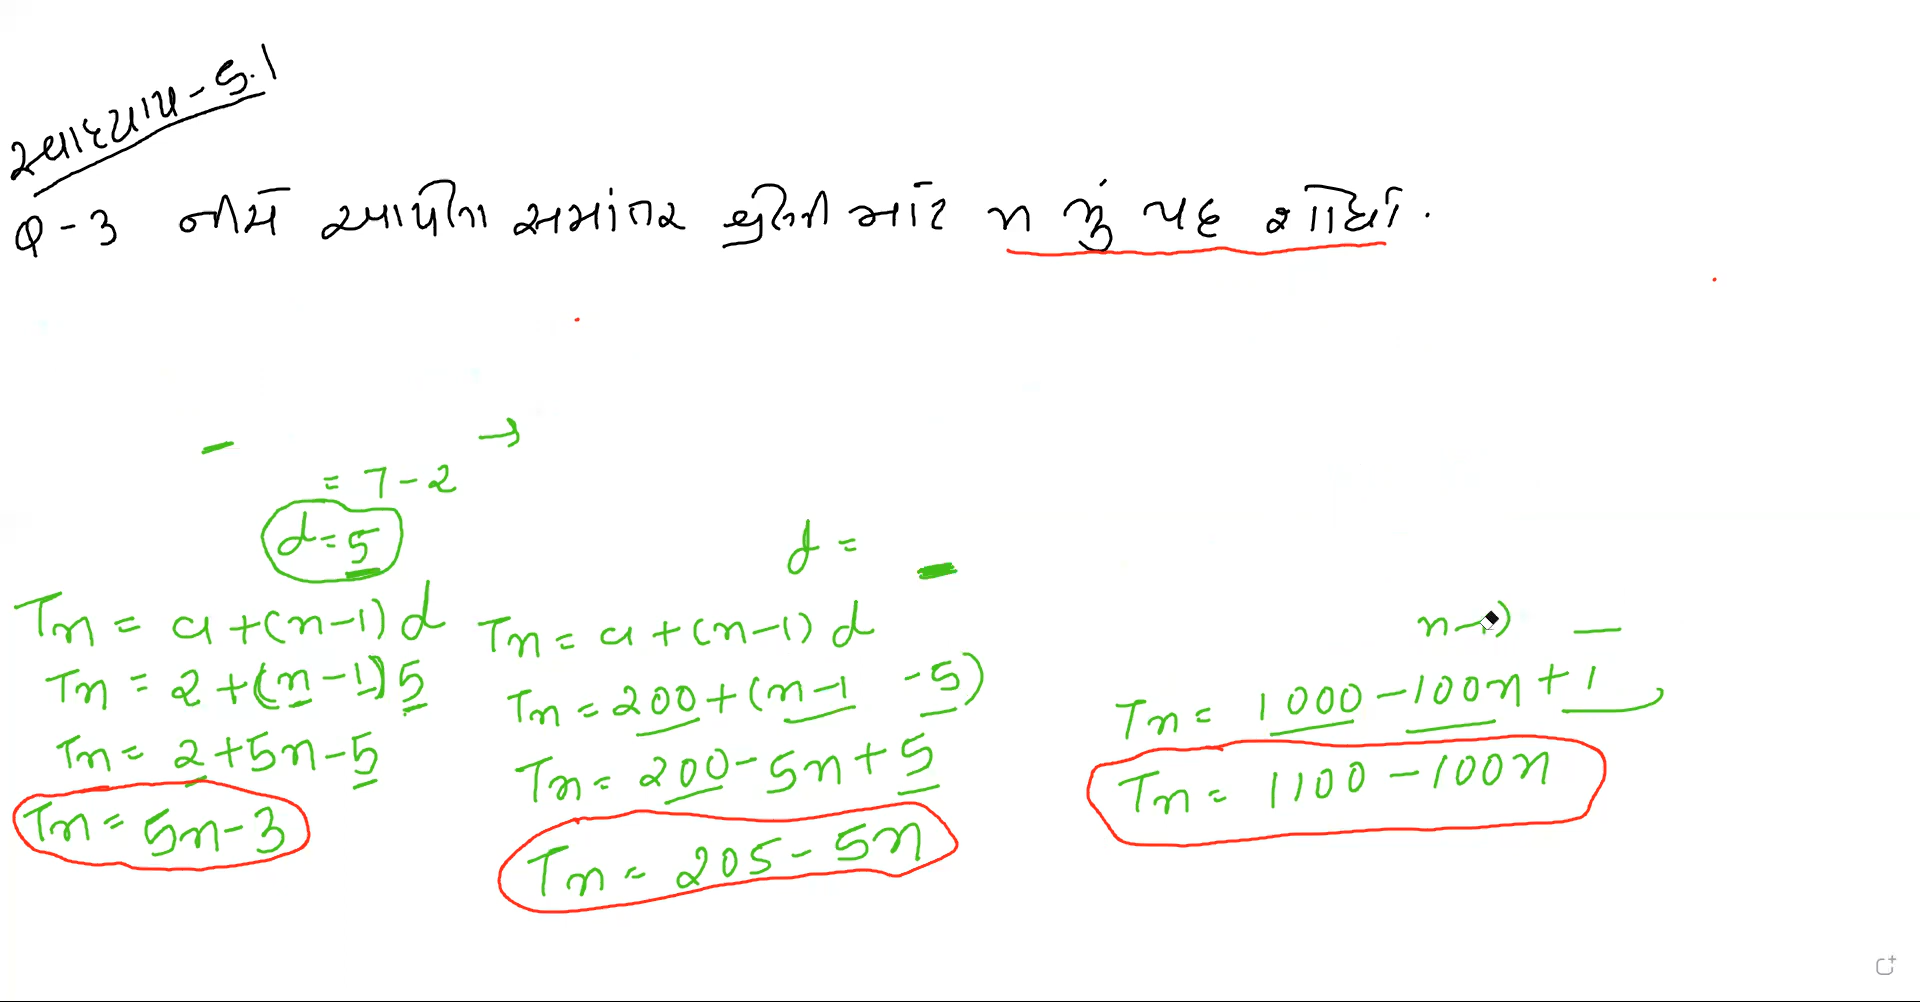 સ્વાધ્યાય-5.1
Q-3 નીચે આપેલા સમાંતર શ્રેણી માટે n મું પદ શોધો.
= 7-2 →
d=5
Tn = a+(n-1)d
Tn = 2+(n-1)5
Tn = 2+5n-5
Tn = 5n-3
d =
Tn = a+(n-1)d
Tn = 200+(n-1 -5)
Tn = 200-5n+5
Tn = 205-5n
Tn = 1000-100n+1
Tn = 1100-100n